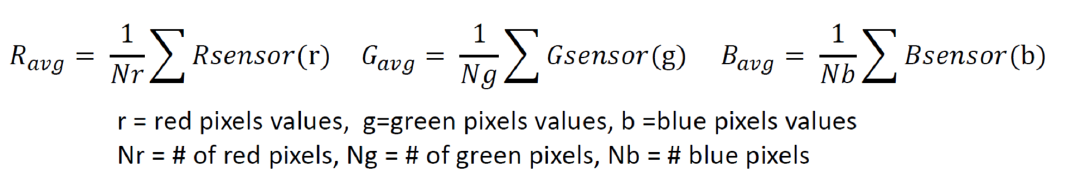 R_avg = 1/Nr ∑ Rsensor(r) G_avg = 1/Ng ∑ Gsensor(g) B_avg = 1/Nb ∑ Bsensor(b)
r = red pixels values, g=green pixels values, b =blue pixels values
Nr = # of red pixels, Ng = # of green pixels, Nb = # blue pixels